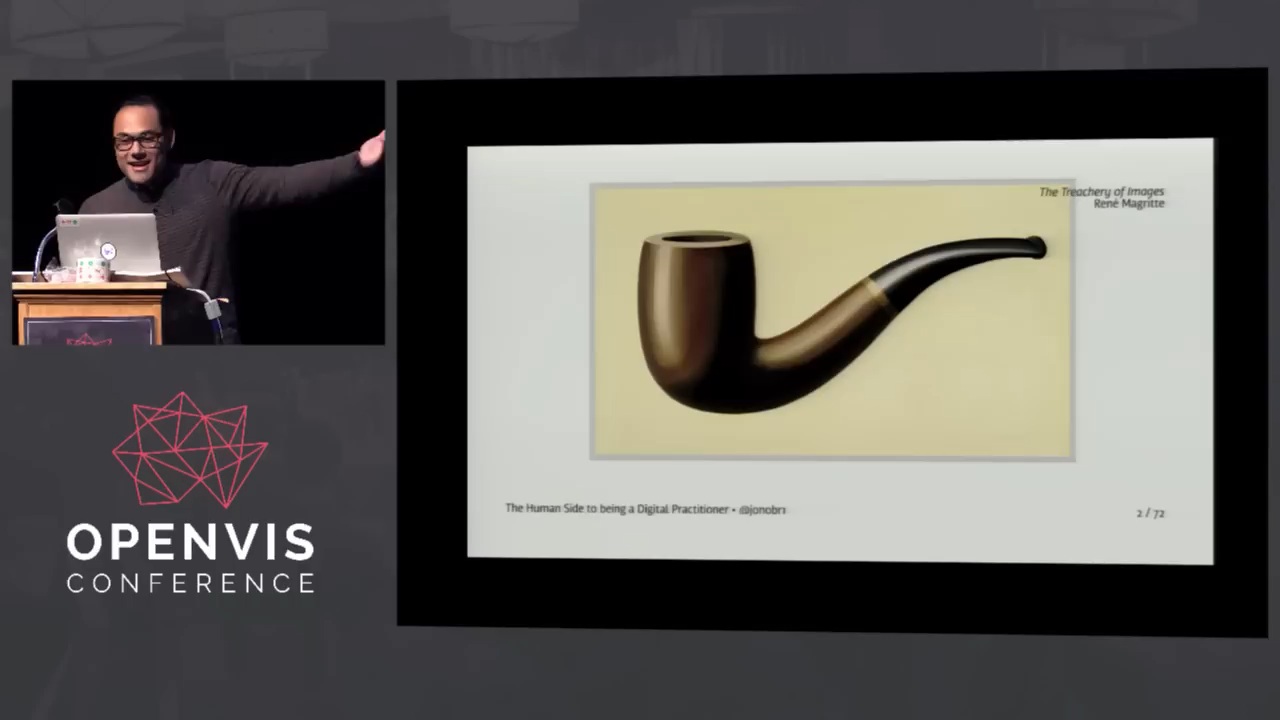 The Treachery of Images
René Magritte
The Human Side to being a Digital Practitioner • @jonobr1
2 / 72
OPENVIS
CONFERENCE